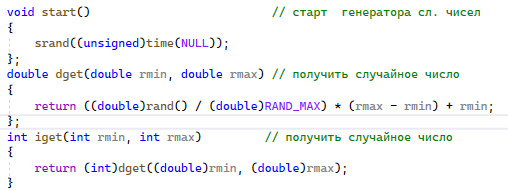 void start()                          // старт  генератора сл. чисел
{
    srand((unsigned)time(NULL));
};
double dget(double rmin, double rmax) // получить случайное число
{
    return ((double)rand() / (double)RAND_MAX) * (rmax - rmin) + rmin;
};
int iget(int rmin, int rmax)         // получить случайное число
{
    return (int)dget((double)rmin, (double)rmax);
}